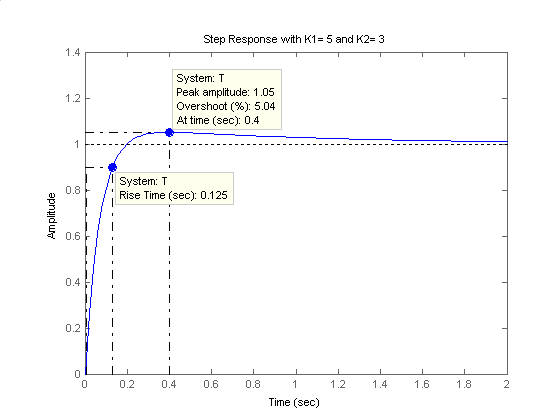 Step Response with K1= 5 and K2= 3
1.4
1.2
1
0.8
0.6
0.4
0.2
0
Amplitude
System: T
Peak amplitude: 1.05
Overshoot (%): 5.04
At time (sec): 0.4
System: T
Rise Time (sec): 0.125
0 0.2 0.4 0.6 0.8 1 1.2 1.4 1.6 1.8 2
Time (sec)